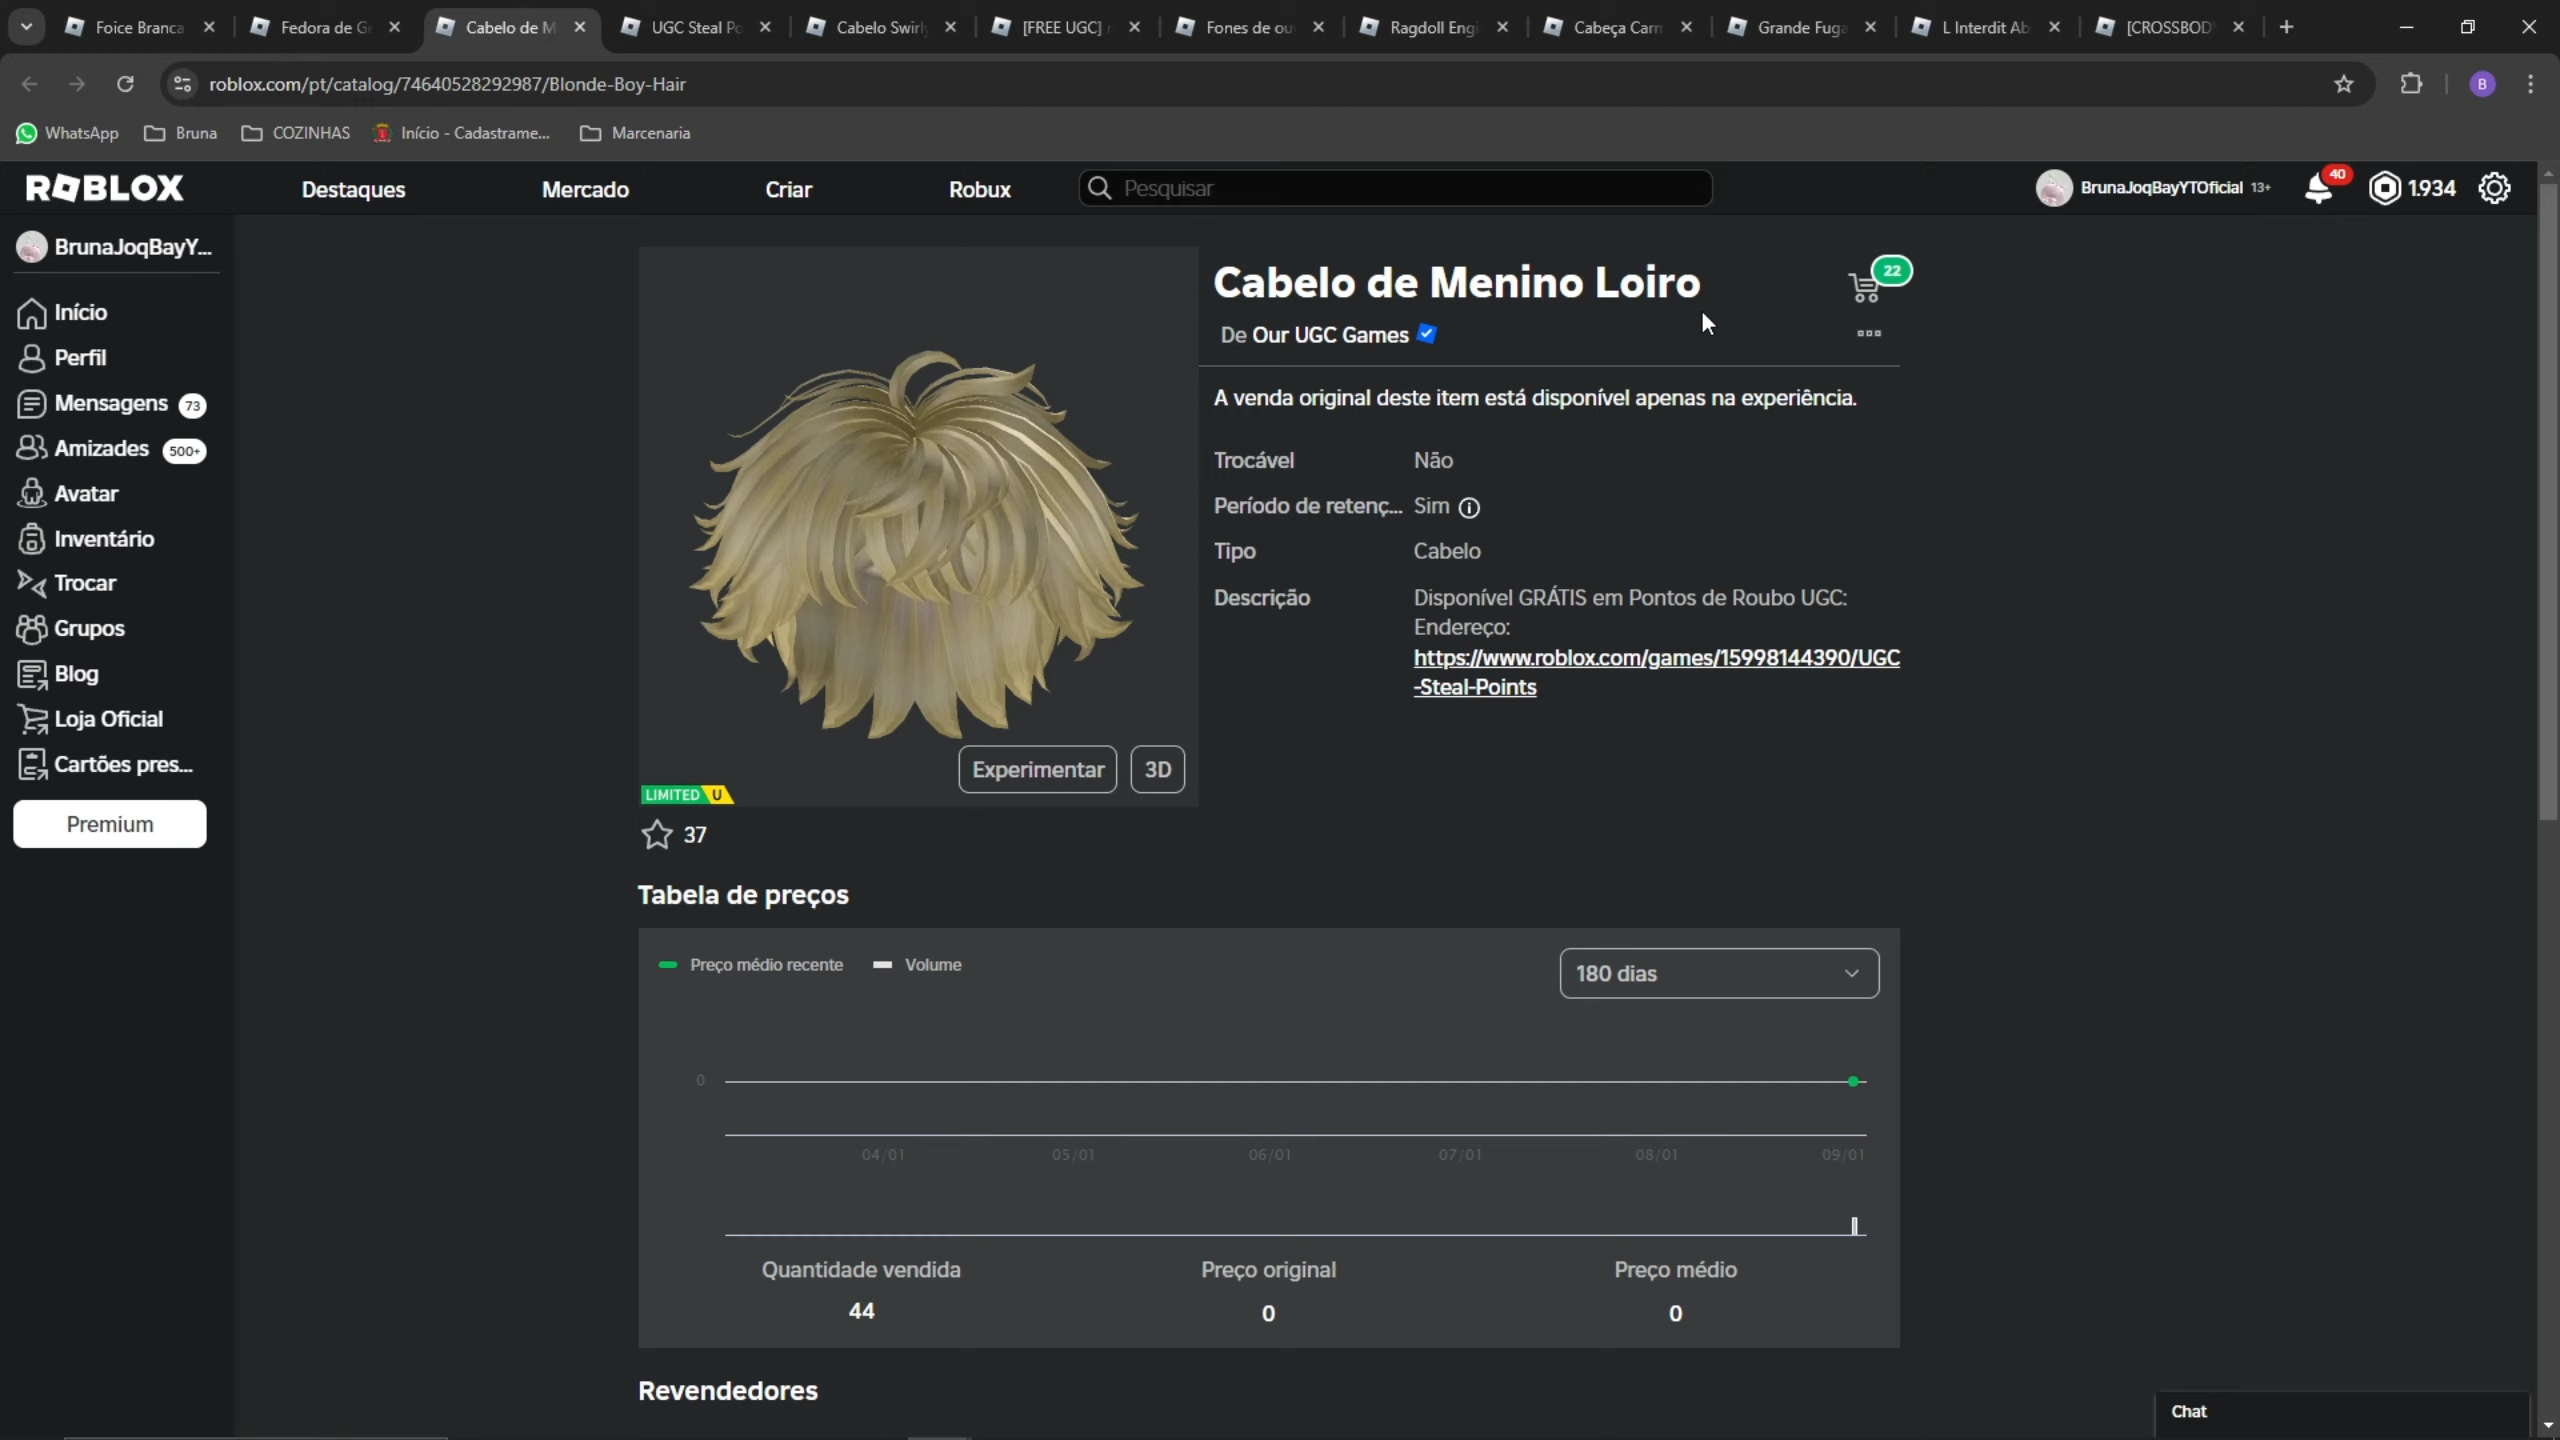 Foice Branca
Fedora de G
Cabelo de M
UGC Steal Po
Cabelo Swirl
[FREE UGC]
Fones de ou
Ragdoll Engi
Cabeça Carm
Grande Fuga
L Interdit Ab
[CROSSBOD
roblox.com/pt/catalog/74640528292987/Blonde-Boy-Hair
B
WhatsApp
Bruna
COZINHAS
Início - Cadastrame...
Marcenaria
ROBLOX
Destaques
Mercado
Criar
Robux
Pesquisar
BrunaJoqBayYTOficial 13+
40
1.934
BrunaJoqBayY...
Início
Perfil
Mensagens 73
Amizades 500+
Avatar
Inventário
Trocar
Grupos
Blog
Loja Oficial
Cartões pres...
Premium
Experimentar
3D
LIMITED U
37
Cabelo de Menino Loiro
22
De Our UGC Games
A venda original deste item está disponível apenas na experiência.
Trocável Não
Período de retenç... Sim
Tipo Cabelo
Descrição Disponível GRÁTIS em Pontos de Roubo UGC:
Endereço:
https://www.roblox.com/games/15998144390/UGC
-Steal-Points
Tabela de preços
Preço médio recente
Volume
180 dias
0
04/01 05/01 06/01 07/01 08/01 09/01
Quantidade vendida Preço original Preço médio
44 0 0
Revendedores
Chat